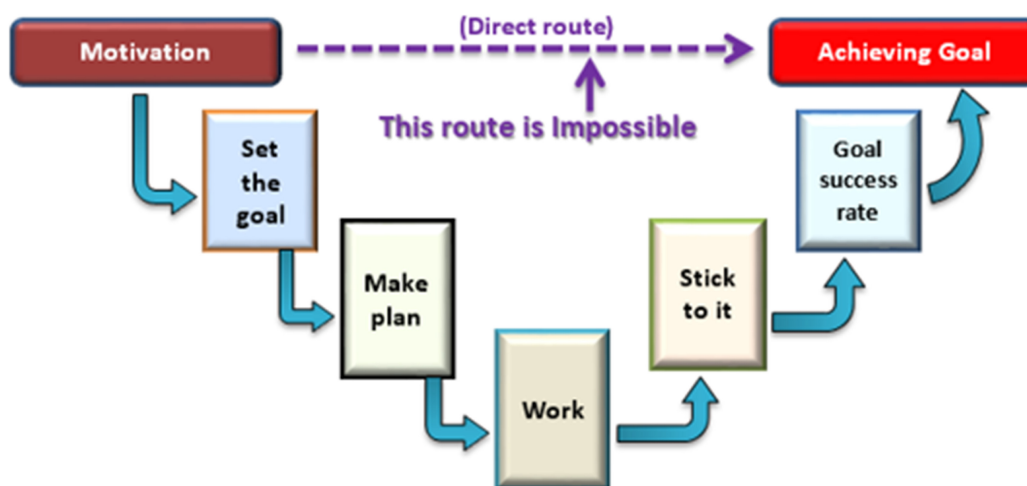 (Direct route)
Motivation
Achieving Goal
This route is Impossible
Set
the
goal
Make
plan
Work
Stick
to it
Goal
success
rate